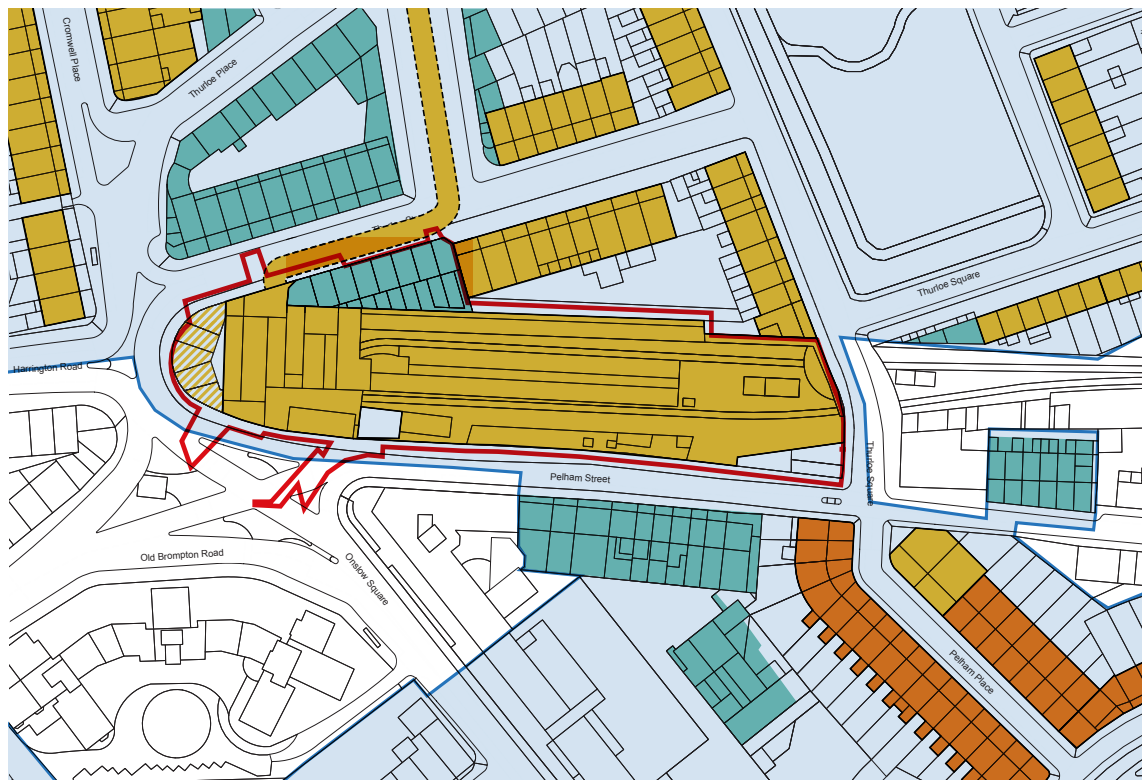 Cromwell Place
Thurloe Place
Thurloe Square
Harrington Road
Thurloe Square
Pelham Street
Old Brompton Road
Onslow Square
Pelham Place